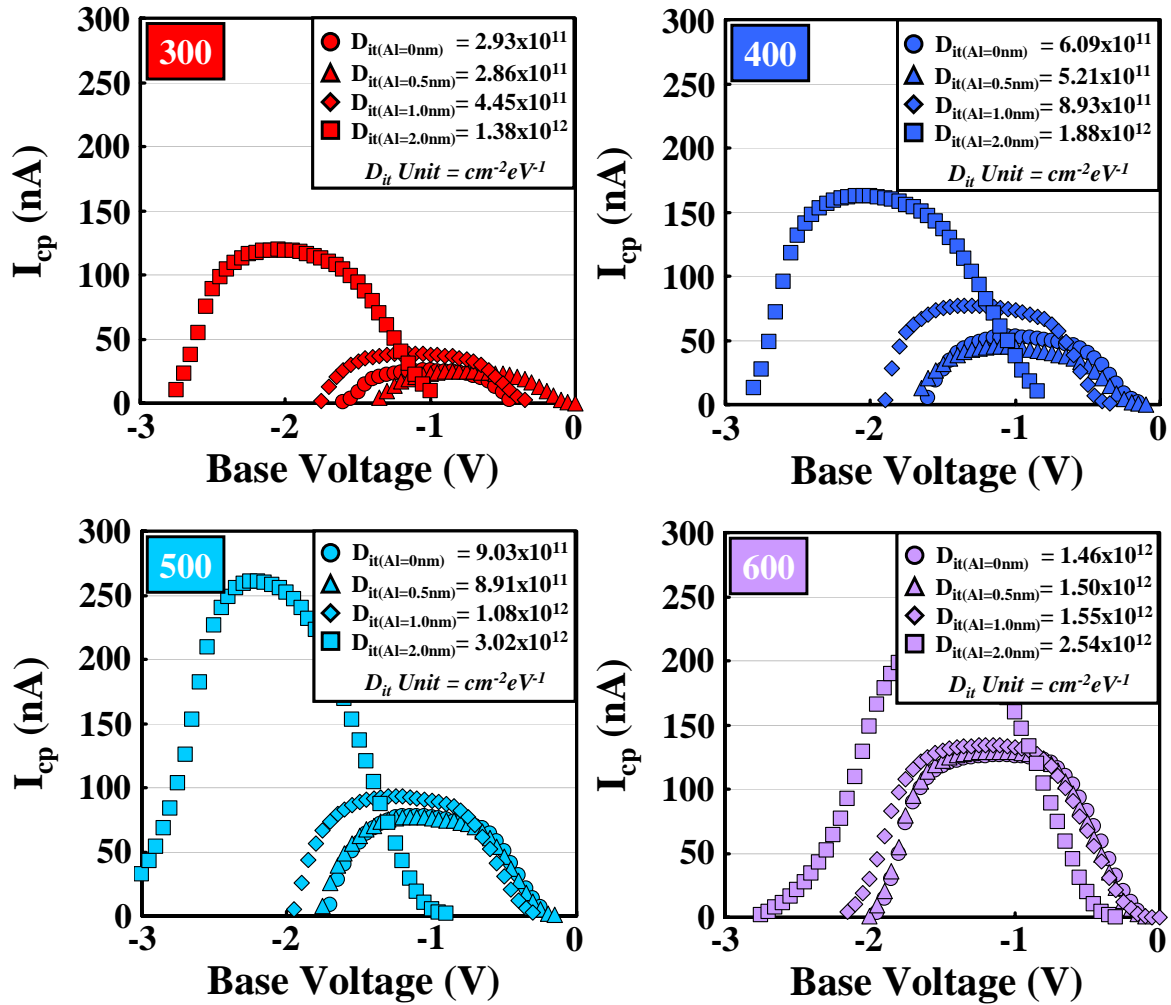 300
D_it(Al=0nm) = 2.93x10^11
D_it(Al=0.5nm)= 2.86x10^11
D_it(Al=1.0nm)= 4.45x10^11
D_it(Al=2.0nm)= 1.38x10^12
D_it Unit = cm^-2eV^-1
I_cp (nA)
300
250
200
150
100
50
0
-3 -2 -1 0
Base Voltage (V)
400
D_it(Al=0nm) = 6.09x10^11
D_it(Al=0.5nm)= 5.21x10^11
D_it(Al=1.0nm)= 8.93x10^11
D_it(Al=2.0nm)= 1.88x10^12
D_it Unit = cm^-2eV^-1
I_cp (nA)
300
250
200
150
100
50
0
-3 -2 -1 0
Base Voltage (V)
500
D_it(Al=0nm) = 9.03x10^11
D_it(Al=0.5nm)= 8.91x10^11
D_it(Al=1.0nm)= 1.08x10^12
D_it(Al=2.0nm)= 3.02x10^12
D_it Unit = cm^-2eV^-1
I_cp (nA)
300
250
200
150
100
50
0
-3 -2 -1 0
Base Voltage (V)
600
D_it(Al=0nm) = 1.46x10^12
D_it(Al=0.5nm)= 1.50x10^12
D_it(Al=1.0nm)= 1.55x10^12
D_it(Al=2.0nm)= 2.54x10^12
D_it Unit = cm^-2eV^-1
I_cp (nA)
300
250
200
150
100
50
0
-3 -2 -1 0
Base Voltage (V)